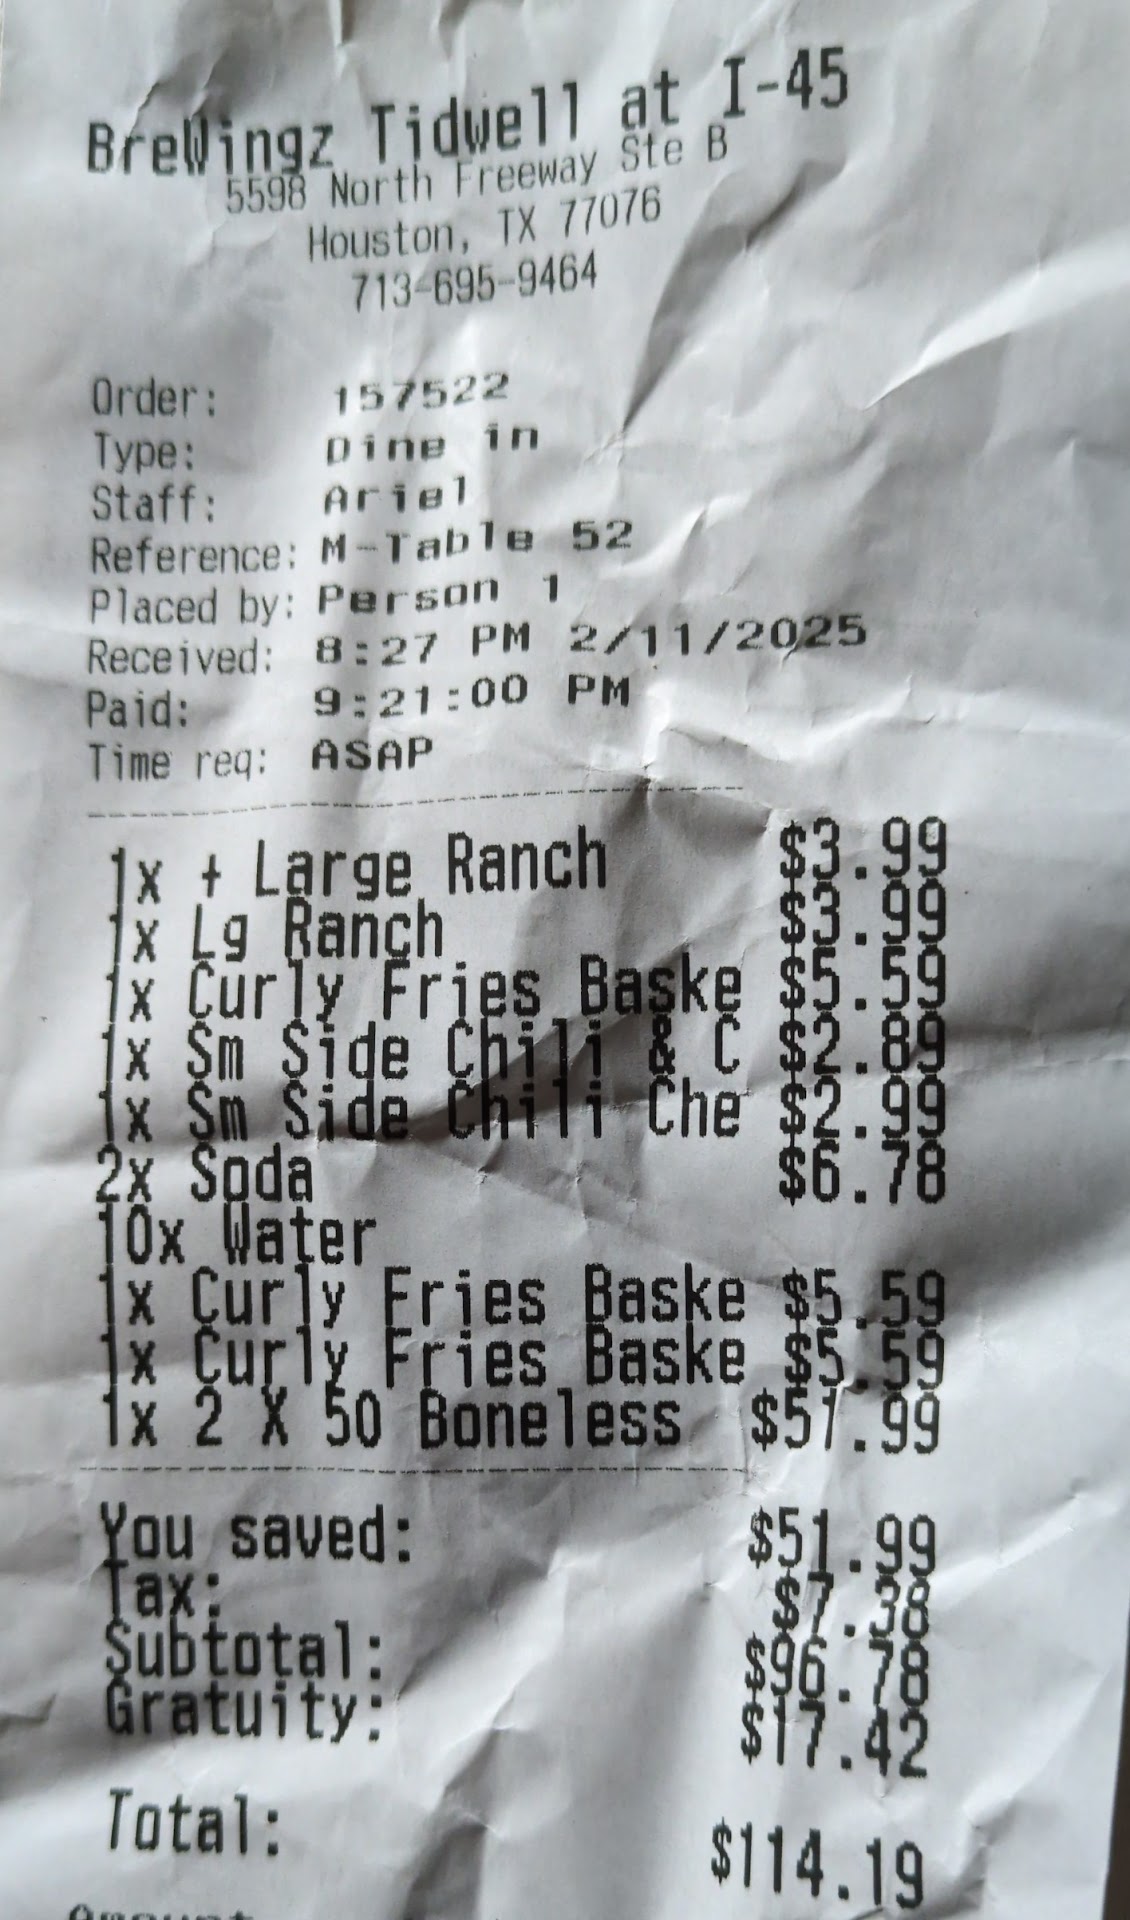 BreWingz Tidwell at I-45
5598 North Freeway Ste B
Houston, TX 77076
713-695-9464
Order: 157522
Type: Dine in
Staff: Ariel
Reference: M-Table 52
Placed by: Person 1
Received: 8:27 PM 2/11/2025
Paid: 9:21:00 PM
Time req: ASAP
1x + Large Ranch $3.99
1x Lg Ranch $3.99
1x Curly Fries Baske $5.59
1x Sm Side Chili & C $2.89
1x Sm Side Chili Che $2.99
2x Soda $6.78
10x Water
1x Curly Fries Baske $5.59
1x Curly Fries Baske $5.59
1x 2 X 50 Boneless $51.99
You saved: $51.99
Tax: $7.38
Subtotal: $96.78
Gratuity: $17.42
Total: $114.19
Amount